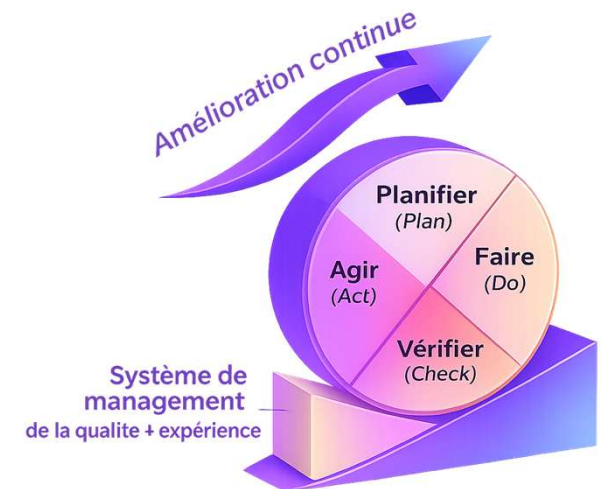 Amélioration continue
Planifier
(Plan)
Faire
(Do)
Agir
(Act)
Vérifier
(Check)
Système de
management
de la qualite + expérience